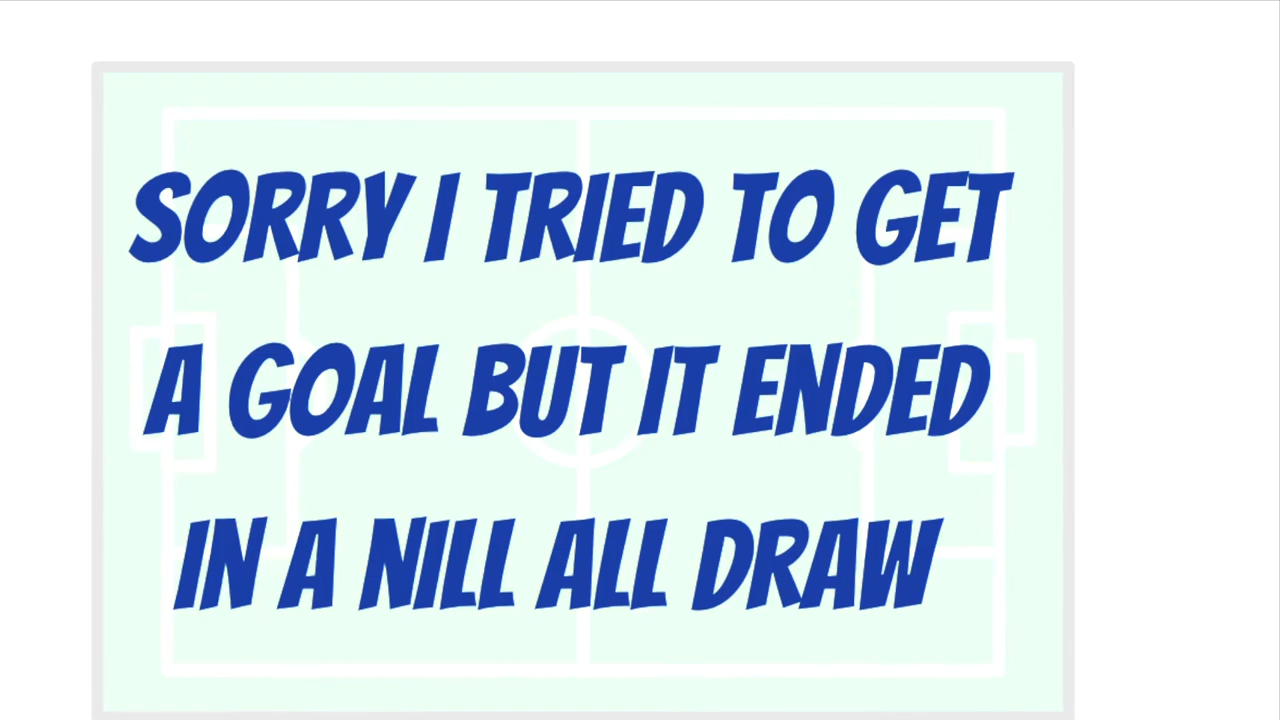 SORRY I TRIED TO GET
A GOAL BUT IT ENDED
IN A NILL ALL DRAW